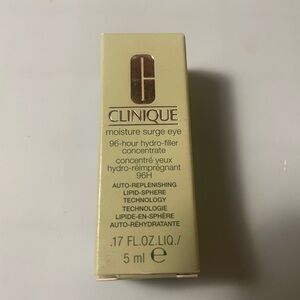 CLINIQUE
moisture surge eye
96-hour hydro-filler
concentrate
concentré yeux
hydro-réimprégnant
96H
AUTO-REPLENISHING
LIPID-SPHERE
TECHNOLOGY
TECHNOLOGIE
LIPIDE-EN-SPHÈRE
AUTO-RÉHYDRATANTE
.17 FL.OZ.LIQ./
5 ml ℮